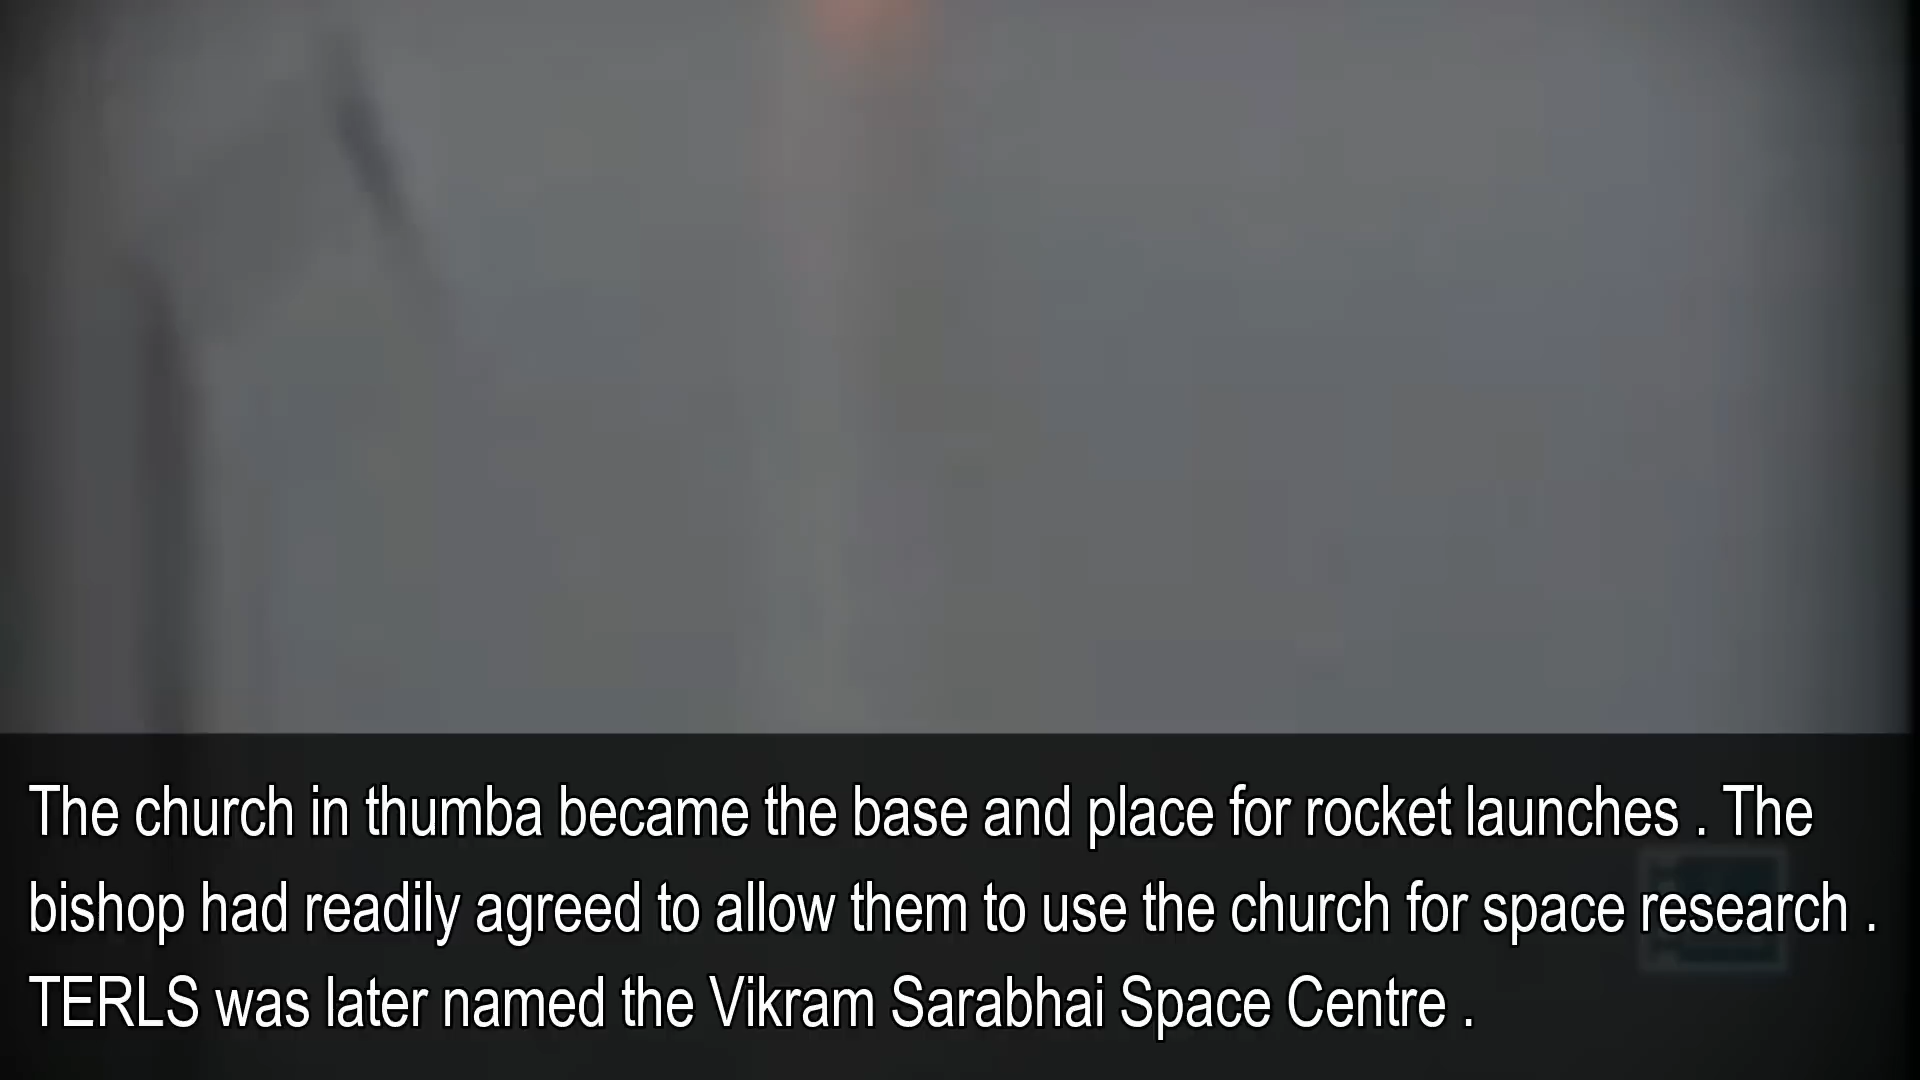 The church in thumba became the base and place for rocket launches . The
bishop had readily agreed to allow them to use the church for space research .
TERLS was later named the Vikram Sarabhai Space Centre .